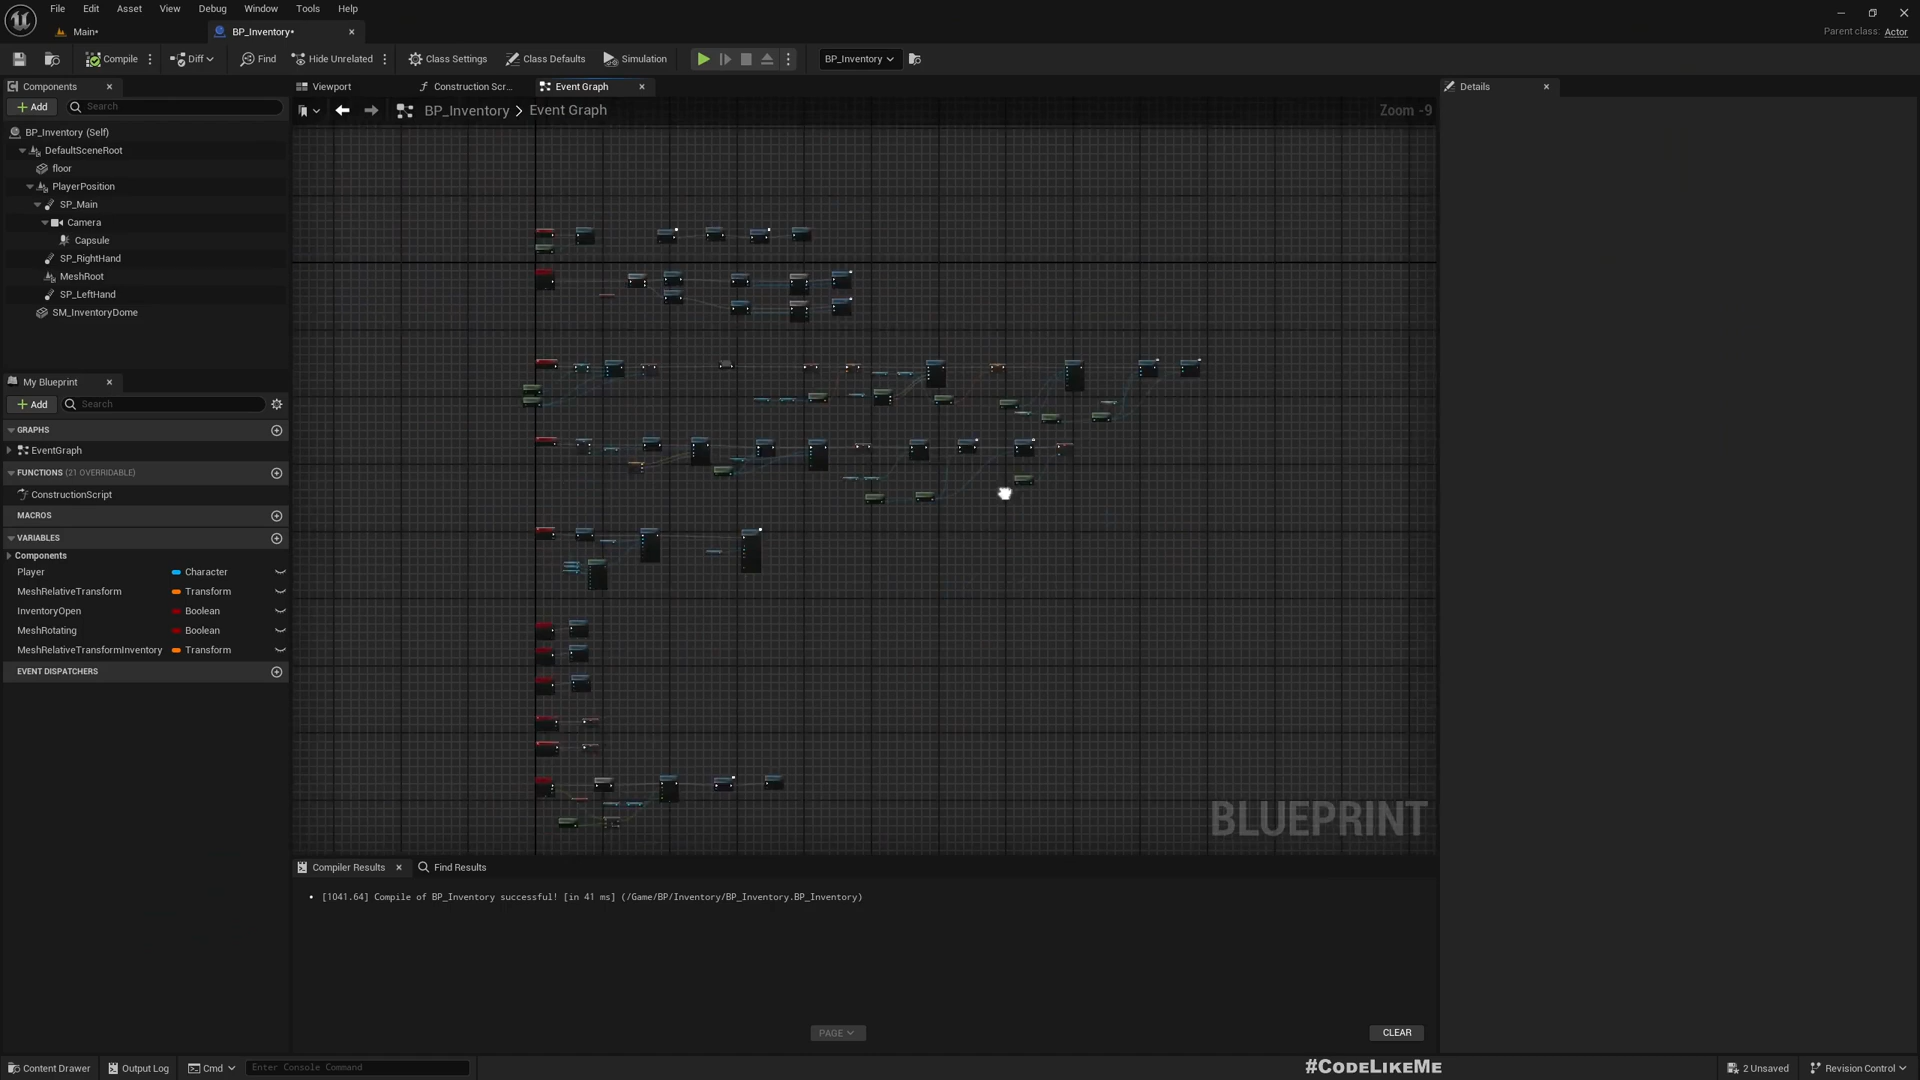 File Edit Asset View Window Tools Help
Main•
BP_Inventory•
Parent class: Actor
Compile Diff Find Hide Unrelated Class Settings Class Defaults Simulation BP_Inventory
Components
Add Search
BP_Inventory (Self)
DefaultSceneRoot
floor
PlayerPosition
SP_Main
Camera
Capsule
SP_RightHand
MeshRoot
SP_LeftHand
SM_InventoryDome
My Blueprint
Add Search
GRAPHS
EventGraph
FUNCTIONS (21 OVERRIDABLE)
ConstructionScript
MACROS
VARIABLES
Components
Player Character
MeshRelativeTransform Transform
InventoryOpen Boolean
MeshRotating Boolean
MeshRelativeTransformInventory Transform
EVENT DISPATCHERS
Viewport Construction Scr... Event Graph
BP_Inventory > Event Graph
Zoom -9
BLUEPRINT
Compiler Results Find Results
[1041.64] Compile of BP_Inventory successful! [in 41 ms] (/Game/BP/Inventory/BP_Inventory.BP_Inventory)
PAGE
CLEAR
Details
Content Drawer Output Log Cmd Enter Console Command
#CODELIKEME
2 Unsaved Revision Control